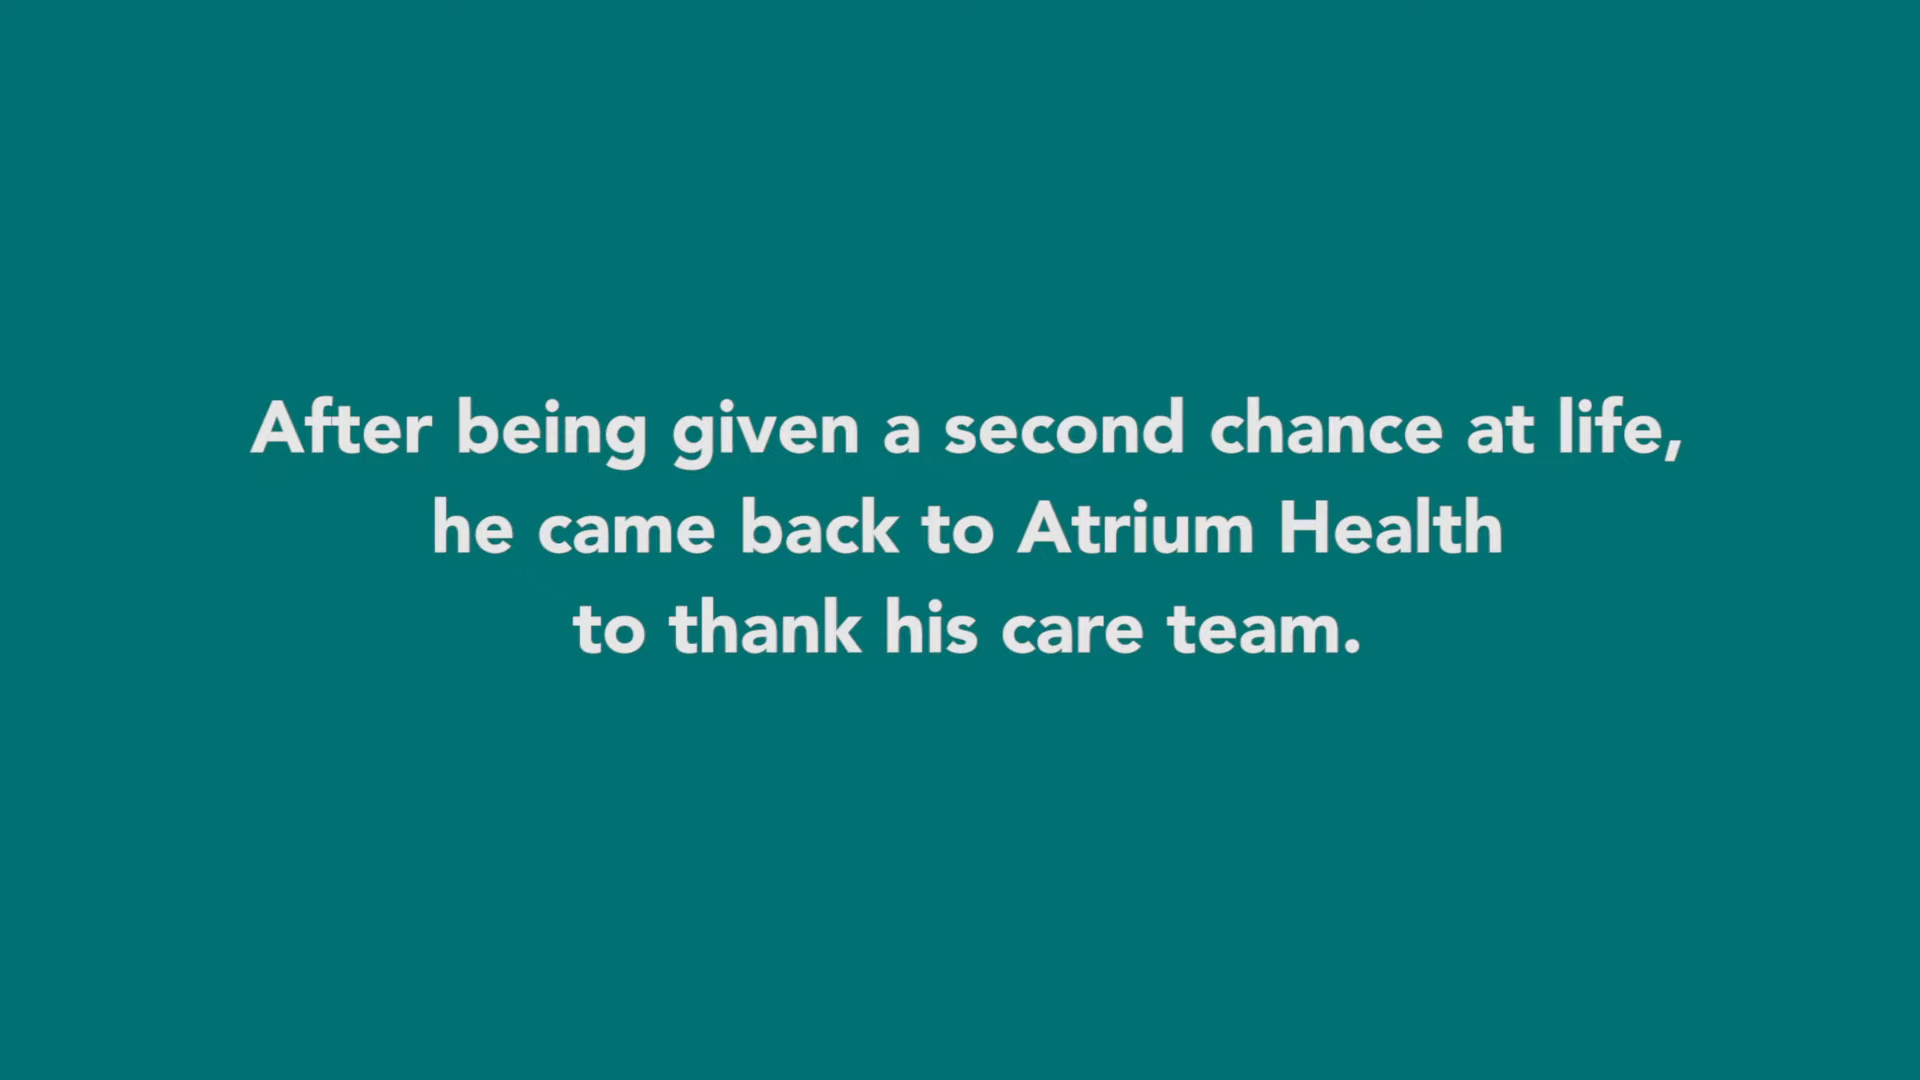 After being given a second chance at life,
he came back to Atrium Health
to thank his care team.